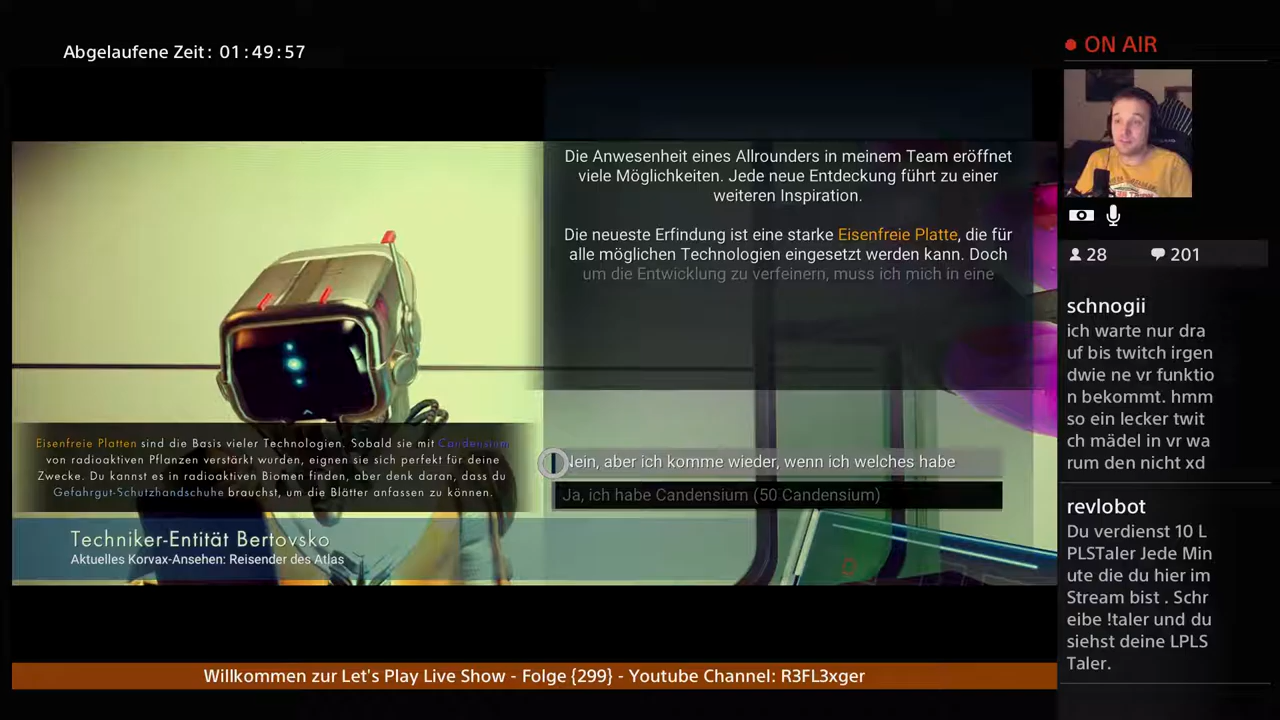 Abgelaufene Zeit: 01:49:57
ON AIR
Die Anwesenheit eines Allrounders in meinem Team eröffnet
viele Möglichkeiten. Jede neue Entdeckung führt zu einer
weiteren Inspiration.
Die neueste Erfindung ist eine starke Eisenfreie Platte, die für
alle möglichen Technologien eingesetzt werden kann. Doch
um die Entwicklung zu verfeinern, muss ich mich in eine
Eisenfreie Platten sind die Basis vieler Technologien. Sobald sie mit Candensium
von radioaktiven Pflanzen verstärkt wurden, eignen sie sich perfekt für deine
Zwecke. Du kannst es in radioaktiven Biomen finden, aber denk daran, dass du
Gefahrgut-Schutzhandschuhe brauchst, um die Blätter anfassen zu können.
Nein, aber ich komme wieder, wenn ich welches habe
Ja, ich habe Candensium (50 Candensium)
Techniker-Entität Bertovsko
Aktuelles Korvax-Ansehen: Reisender des Atlas
Willkommen zur Let's Play Live Show - Folge {299} - Youtube Channel: R3FL3xger
28 201
schnogii
ich warte nur dra
uf bis twitch irgen
dwie ne vr funktio
n bekommt. hmm
so ein lecker twit
ch mädel in vr wa
rum den nicht xd
revlobot
Du verdienst 10 L
PLSTaler Jede Min
ute die du hier im
Stream bist . Schr
eibe !taler und du
siehst deine LPLS
Taler.